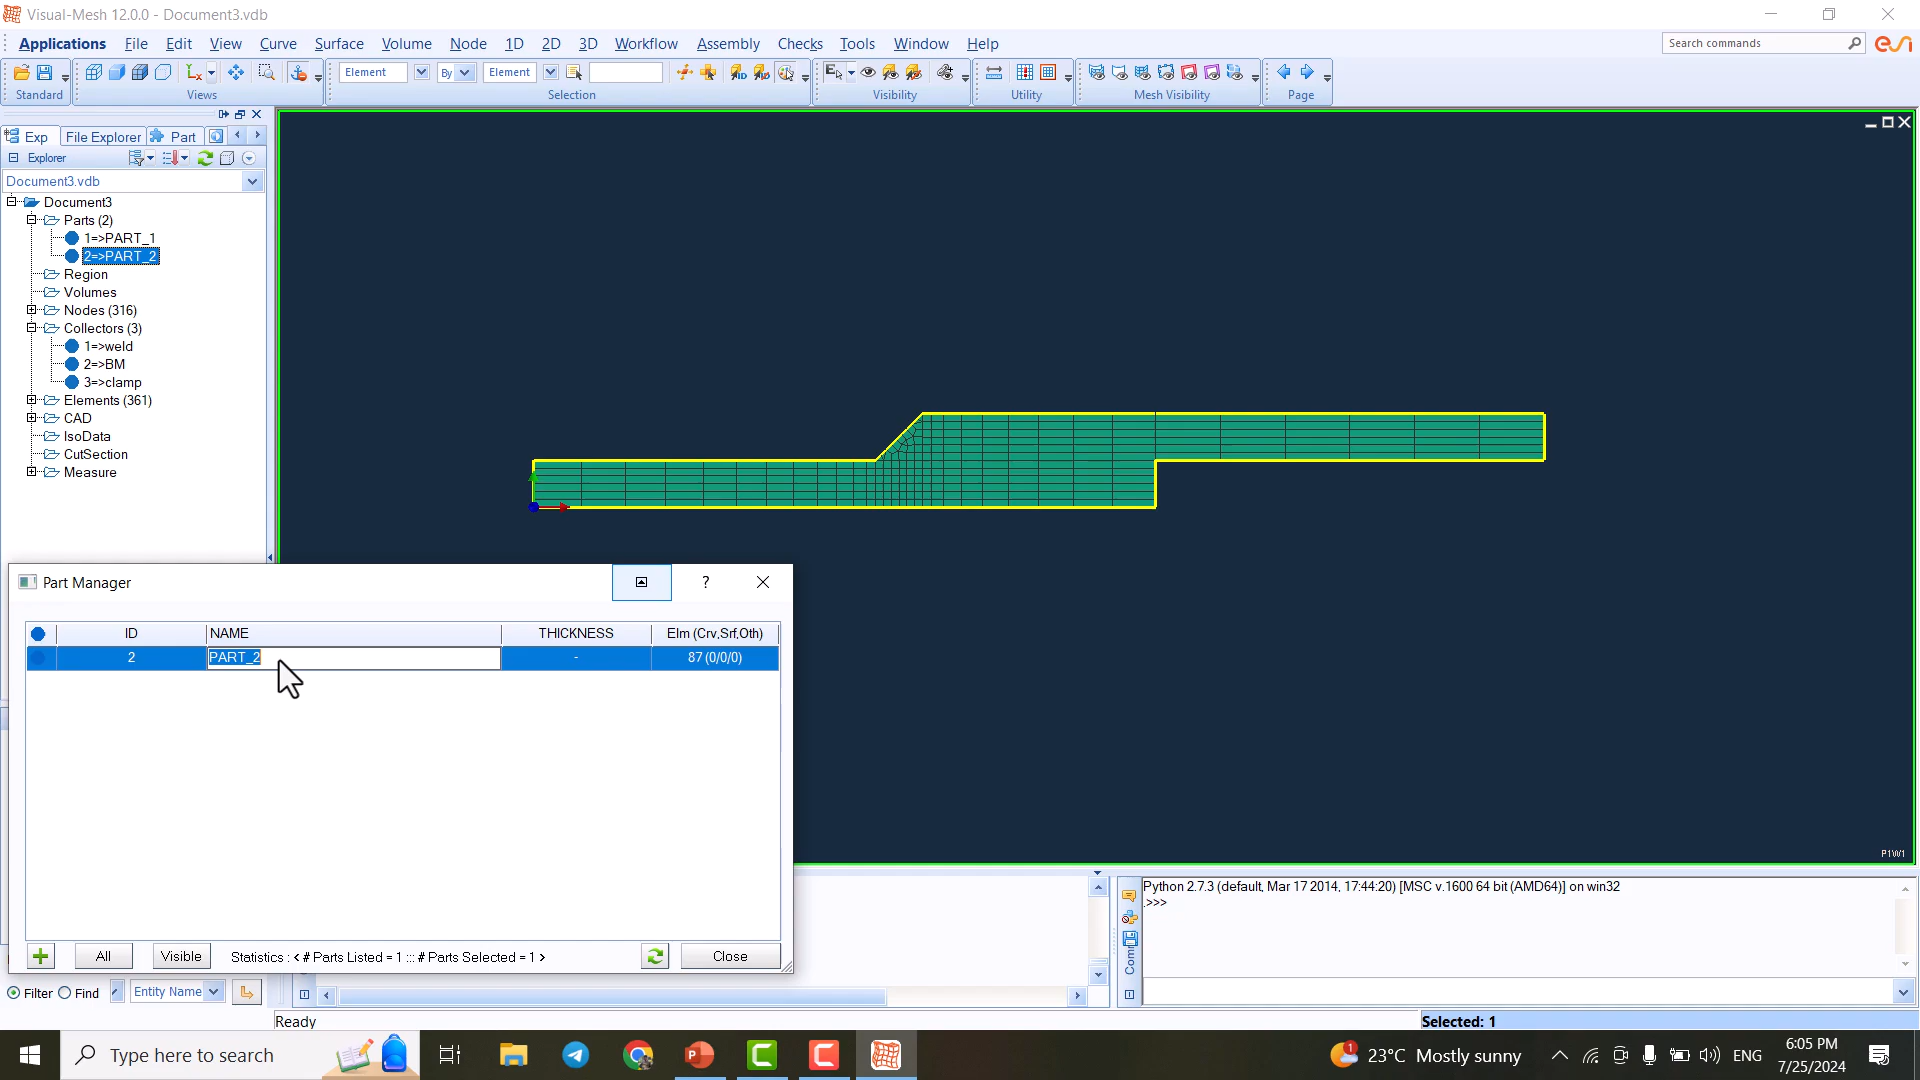 Visual-Mesh 12.0.0 - Document3.vdb
Applications File Edit View Curve Surface Volume Node 1D 2D 3D Workflow Assembly Checks Tools Window Help
Search commands
esi
Element By Element
Standard Views Selection Visibility Utility Mesh Visibility Page
Exp File Explorer Part
Explorer
Document3.vdb
Document3
Parts (2)
1=>PART_1
2=>PART_2
Region
Volumes
Nodes (316)
Collectors (3)
1=>weld
2=>BM
3=>clamp
Elements (361)
CAD
IsoData
CutSection
Measure
Part Manager
?
ID NAME THICKNESS Elm (Crv,Srf,Oth)
2 PART_2 - 87 (0/0/0)
All Visible Statistics : < # Parts Listed = 1 ::: # Parts Selected = 1 > Close
P1W1
Python 2.7.3 (default, Mar 17 2014, 17:44:20) [MSC v.1600 64 bit (AMD64)] on win32
.>>>
Filter Find Entity Name
Ready
Selected: 1
Type here to search
1 23°C Mostly sunny
ENG
6:05 PM
7/25/2024